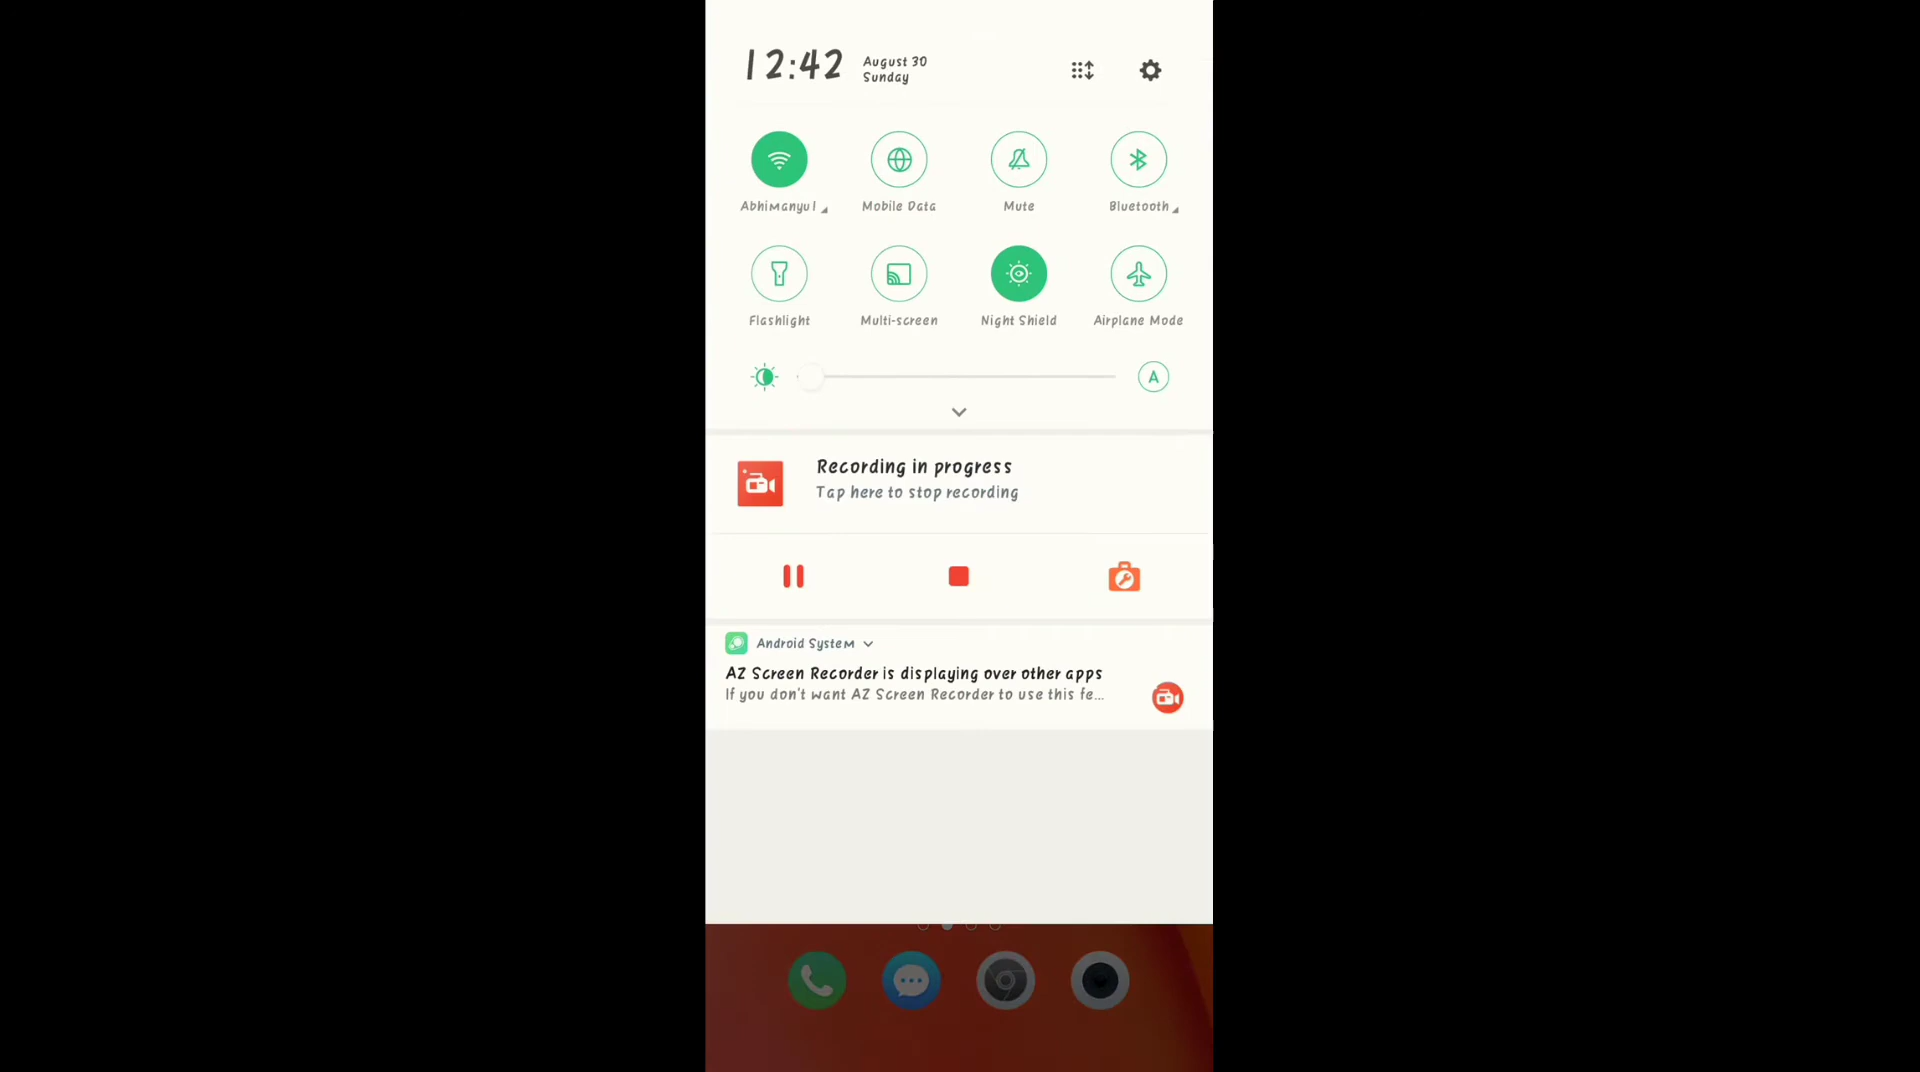 12:42
August 30
Sunday
Abhimanyu1
Mobile Data
Mute
Bluetooth
Flashlight
Multi-screen
Night Shield
Airplane Mode
A
Recording in progress
Tap here to stop recording
Android System
AZ Screen Recorder is displaying over other apps
If you don't want AZ Screen Recorder to use this fe...